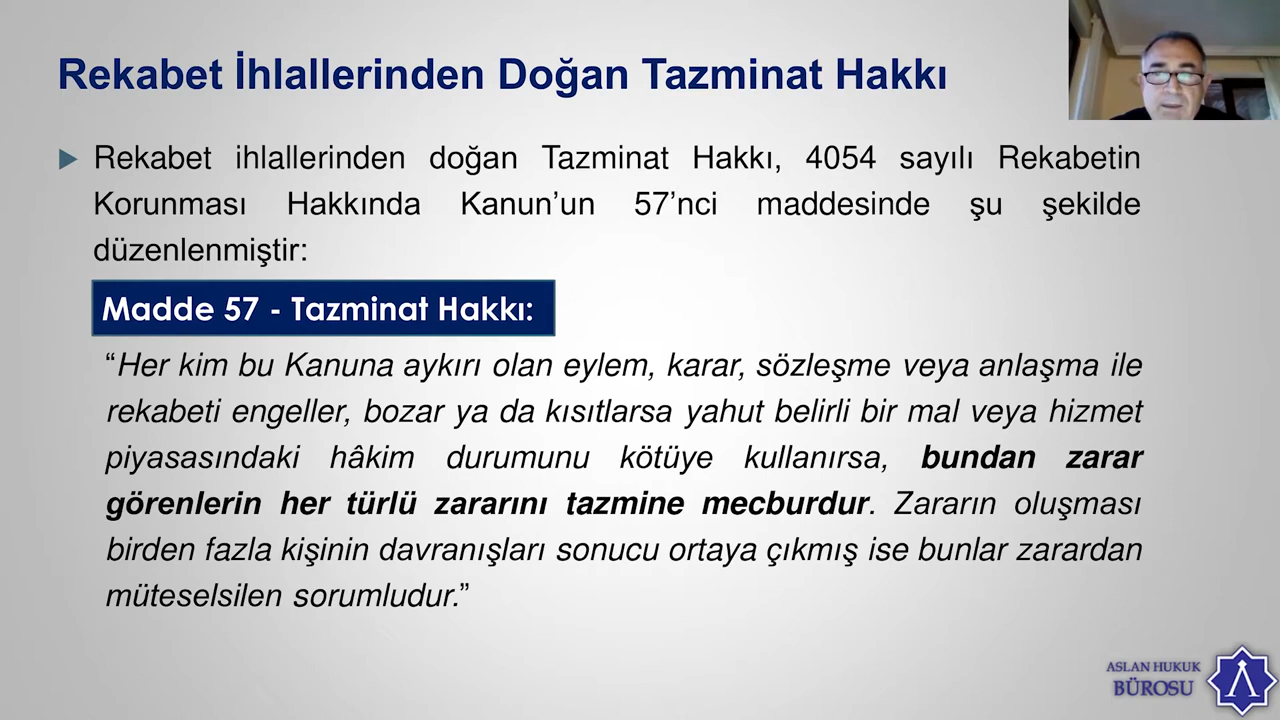 Rekabet İhlallerinden Doğan Tazminat Hakkı
Rekabet ihlallerinden doğan Tazminat Hakkı, 4054 sayılı Rekabetin
Korunması Hakkında Kanun’un 57’nci maddesinde şu şekilde
düzenlenmiştir:
Madde 57 - Tazminat Hakkı:
“Her kim bu Kanuna aykırı olan eylem, karar, sözleşme veya anlaşma ile
rekabeti engeller, bozar ya da kısıtlarsa yahut belirli bir mal veya hizmet
piyasasındaki hâkim durumunu kötüye kullanırsa, bundan zarar
görenlerin her türlü zararını tazmine mecburdur. Zararın oluşması
birden fazla kişinin davranışları sonucu ortaya çıkmış ise bunlar zarardan
müteselsilen sorumludur.”
ASLAN HUKUK
BÜROSU